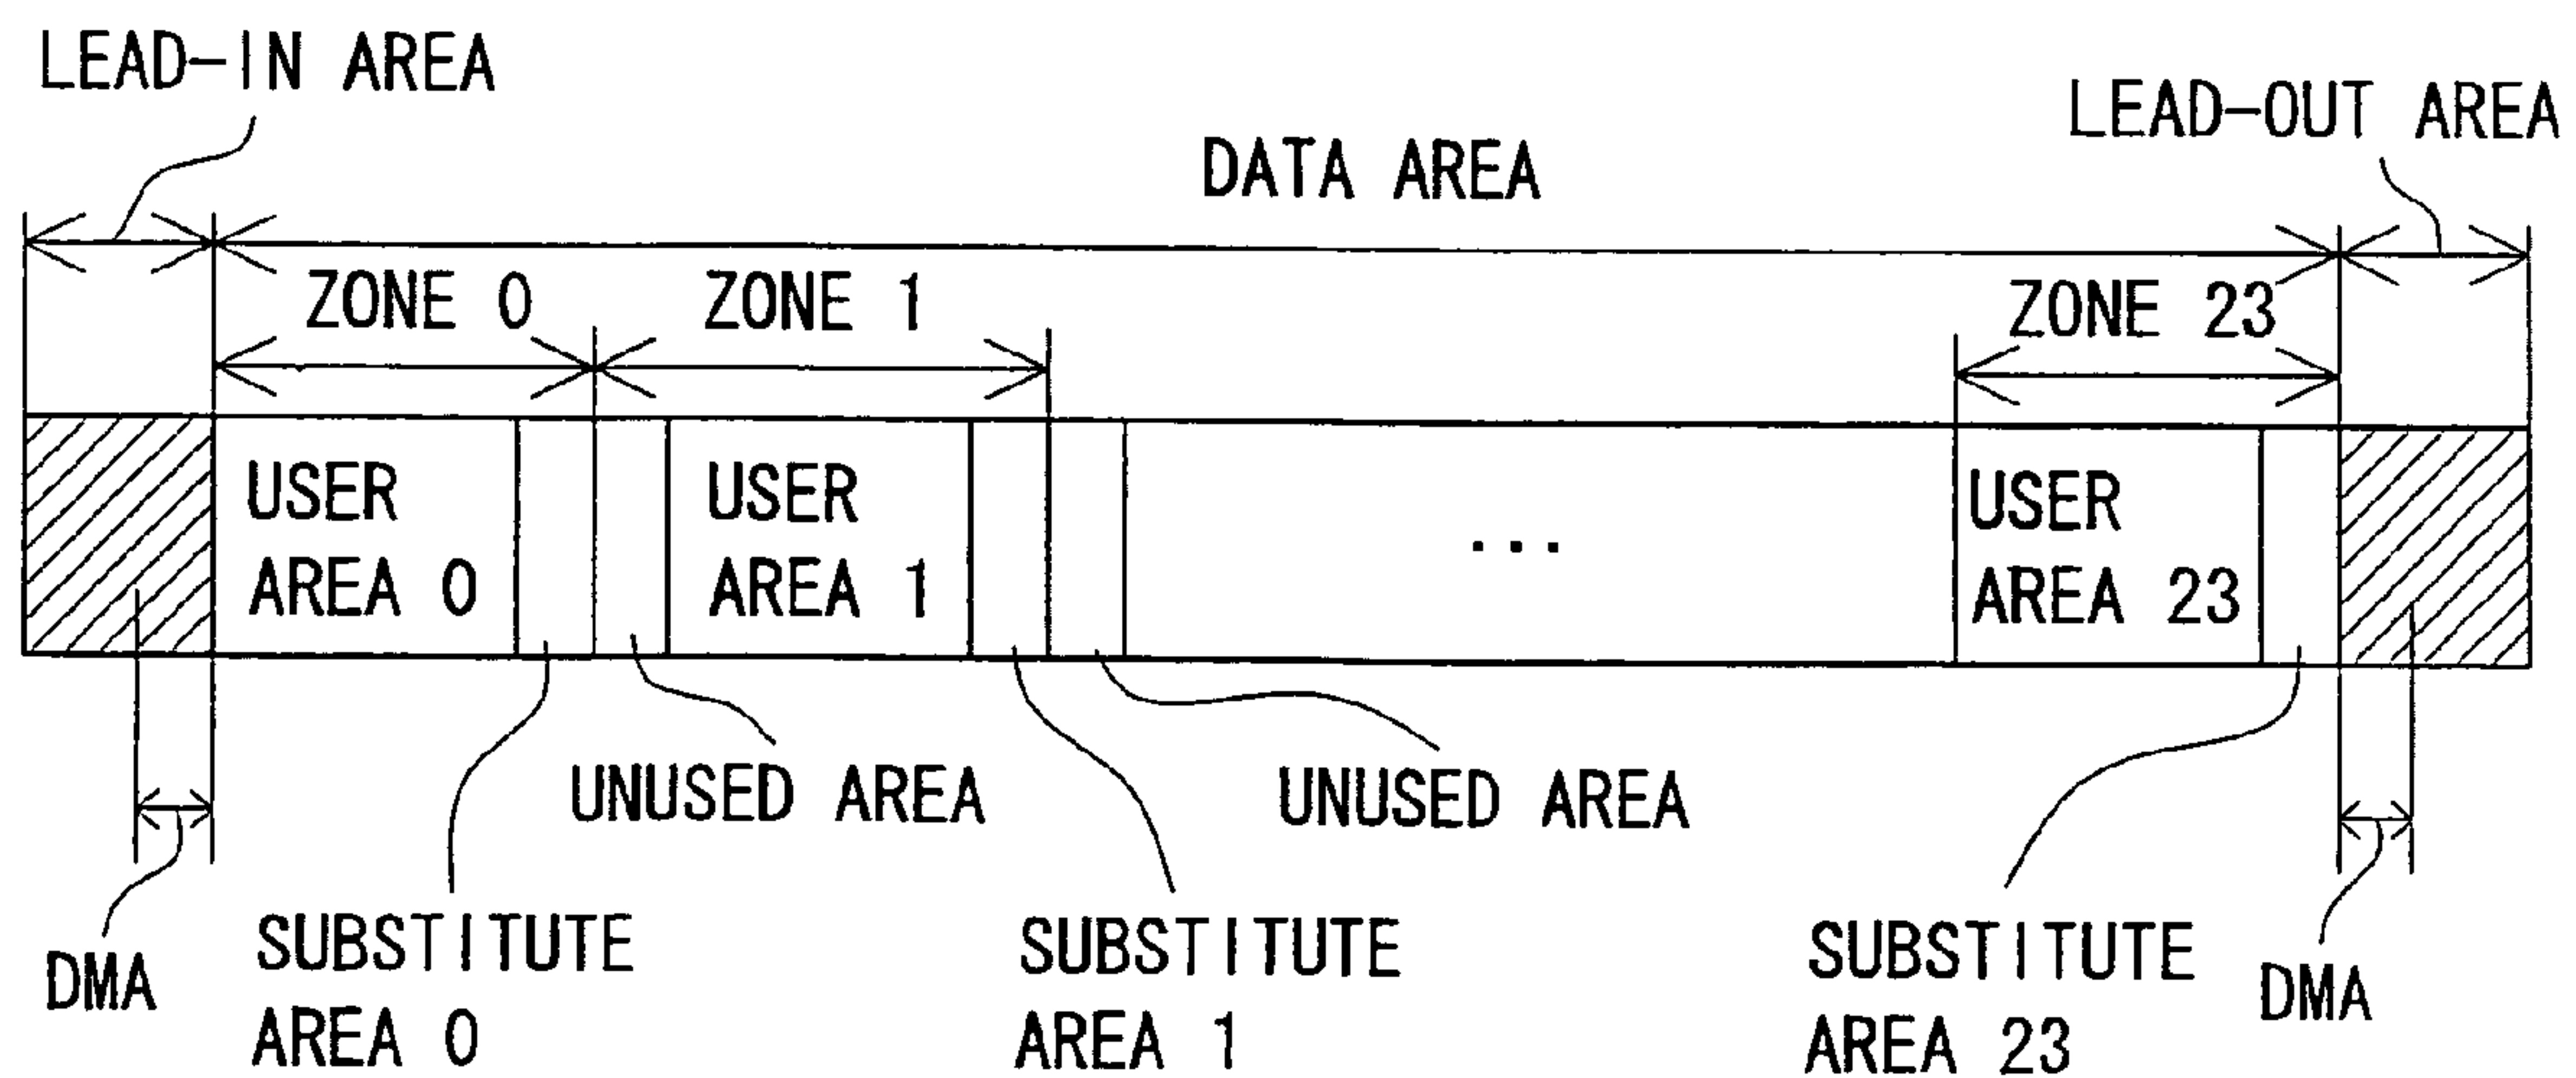 LEAD-IN AREA
LEAD-OUT AREA
DATA AREA
ZONE 0
ZONE 1
ZONE 23
USER
AREA 0
USER
AREA 1
...
USER
AREA 23
UNUSED AREA
UNUSED AREA
DMA
SUBSTITUTE
AREA 0
SUBSTITUTE
AREA 1
SUBSTITUTE
AREA 23
DMA